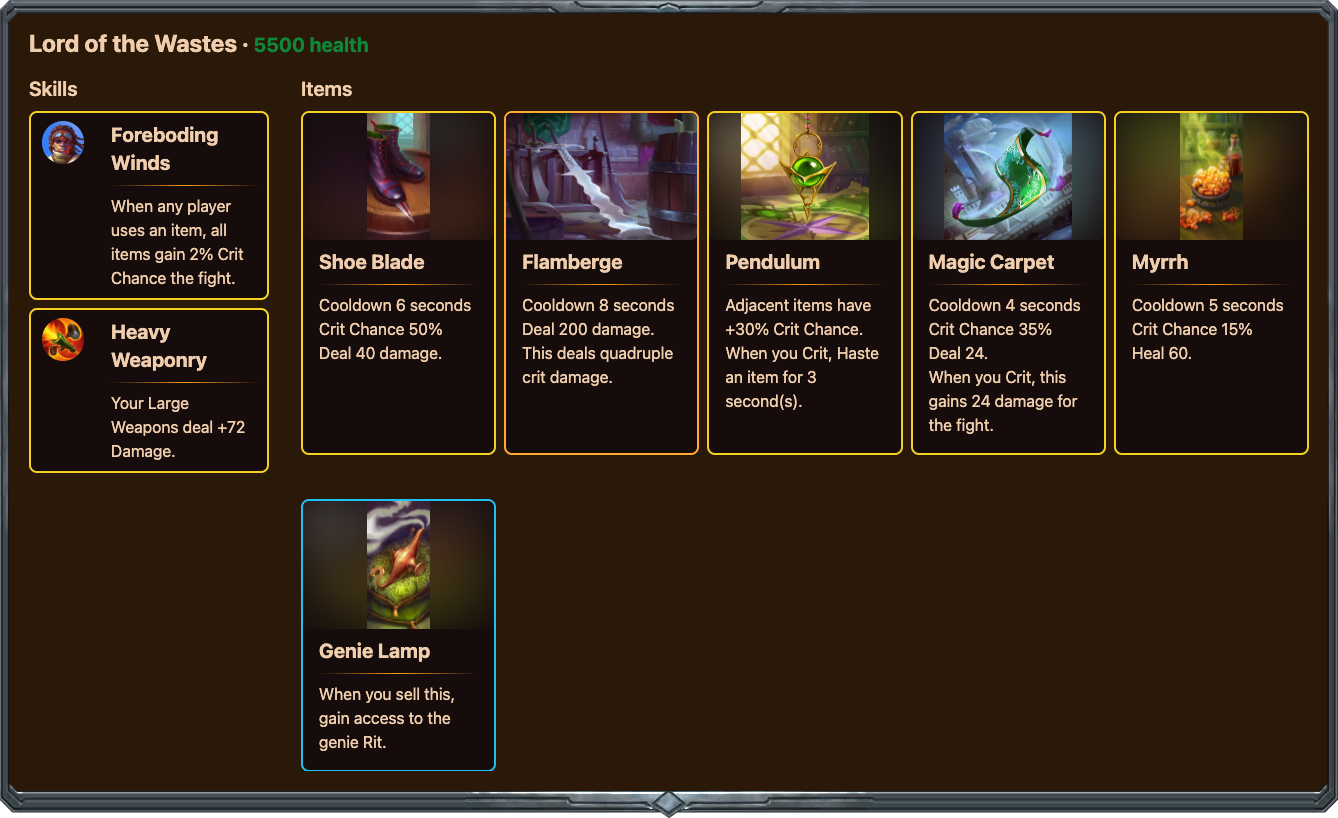 Lord of the Wastes · 5500 health
Skills
Foreboding
Winds
When any player
uses an item, all
items gain 2% Crit
Chance the fight.
Heavy
Weaponry
Your Large
Weapons deal +72
Damage.
Items
Shoe Blade
Cooldown 6 seconds
Crit Chance 50%
Deal 40 damage.
Flamberge
Cooldown 8 seconds
Deal 200 damage.
This deals quadruple
crit damage.
Pendulum
Adjacent items have
+30% Crit Chance.
When you Crit, Haste
an item for 3
second(s).
Magic Carpet
Cooldown 4 seconds
Crit Chance 35%
Deal 24.
When you Crit, this
gains 24 damage for
the fight.
Myrrh
Cooldown 5 seconds
Crit Chance 15%
Heal 60.
Genie Lamp
When you sell this,
gain access to the
genie Rit.